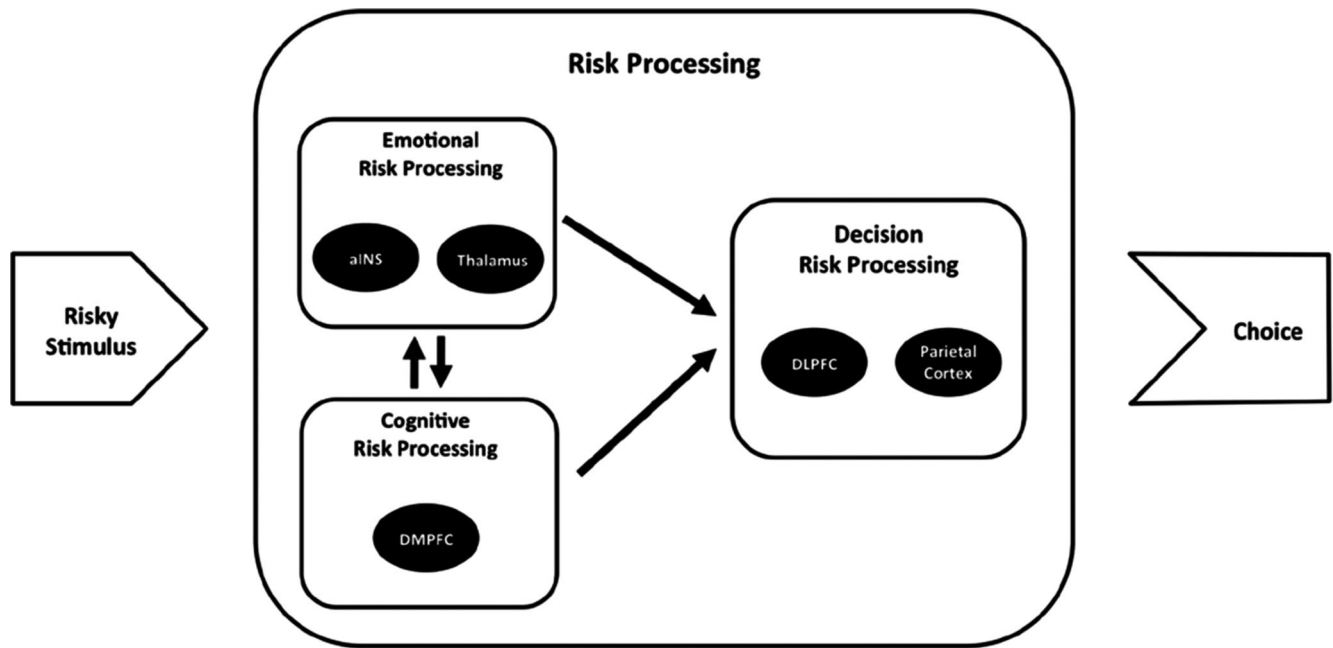 Risk Processing
Emotional
Risk Processing
aINS
Thalamus
Cognitive
Risk Processing
DMPFC
Decision
Risk Processing
DLPFC
Parietal
Cortex
Risky
Stimulus
Choice